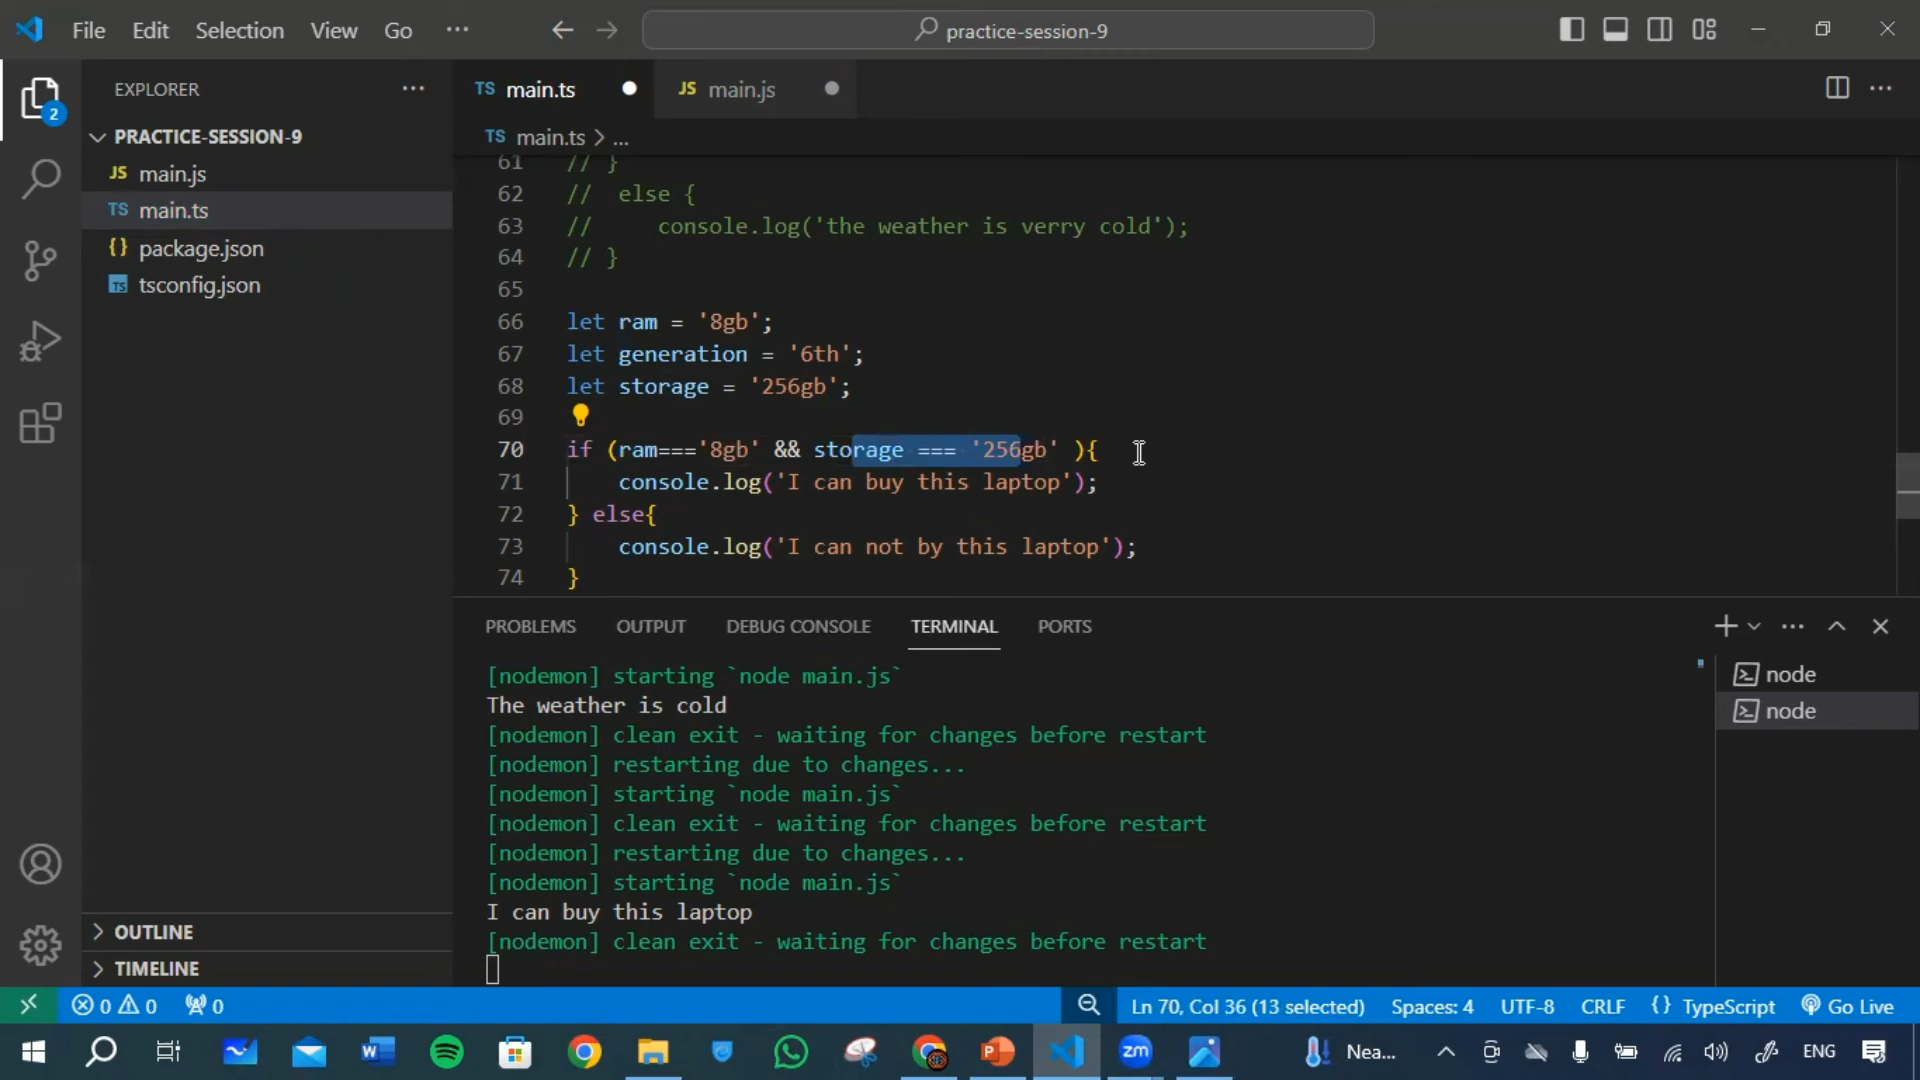 File Edit Selection View Go ··· practice-session-9
EXPLORER ···
PRACTICE-SESSION-9
JS main.js
TS main.ts
{} package.json
TS tsconfig.json
2
OUTLINE
TIMELINE
TS main.ts JS main.js ···
TS main.ts > ...
61 // }
62 // else {
63 // console.log('the weather is verry cold');
64 // }
65
66 let ram = '8gb';
67 let generation = '6th';
68 let storage = '256gb';
69
70 if (ram==='8gb' && storage === '256gb' ){
71 console.log('I can buy this laptop');
72 } else{
73 console.log('I can not by this laptop');
74 }
PROBLEMS OUTPUT DEBUG CONSOLE TERMINAL PORTS
[nodemon] starting `node main.js`
The weather is cold
[nodemon] clean exit - waiting for changes before restart
[nodemon] restarting due to changes...
[nodemon] starting `node main.js`
[nodemon] clean exit - waiting for changes before restart
[nodemon] restarting due to changes...
[nodemon] starting `node main.js`
I can buy this laptop
[nodemon] clean exit - waiting for changes before restart
node
node
0 0 0 Ln 70, Col 36 (13 selected) Spaces: 4 UTF-8 CRLF {} TypeScript Go Live
W P zm Nea... ENG